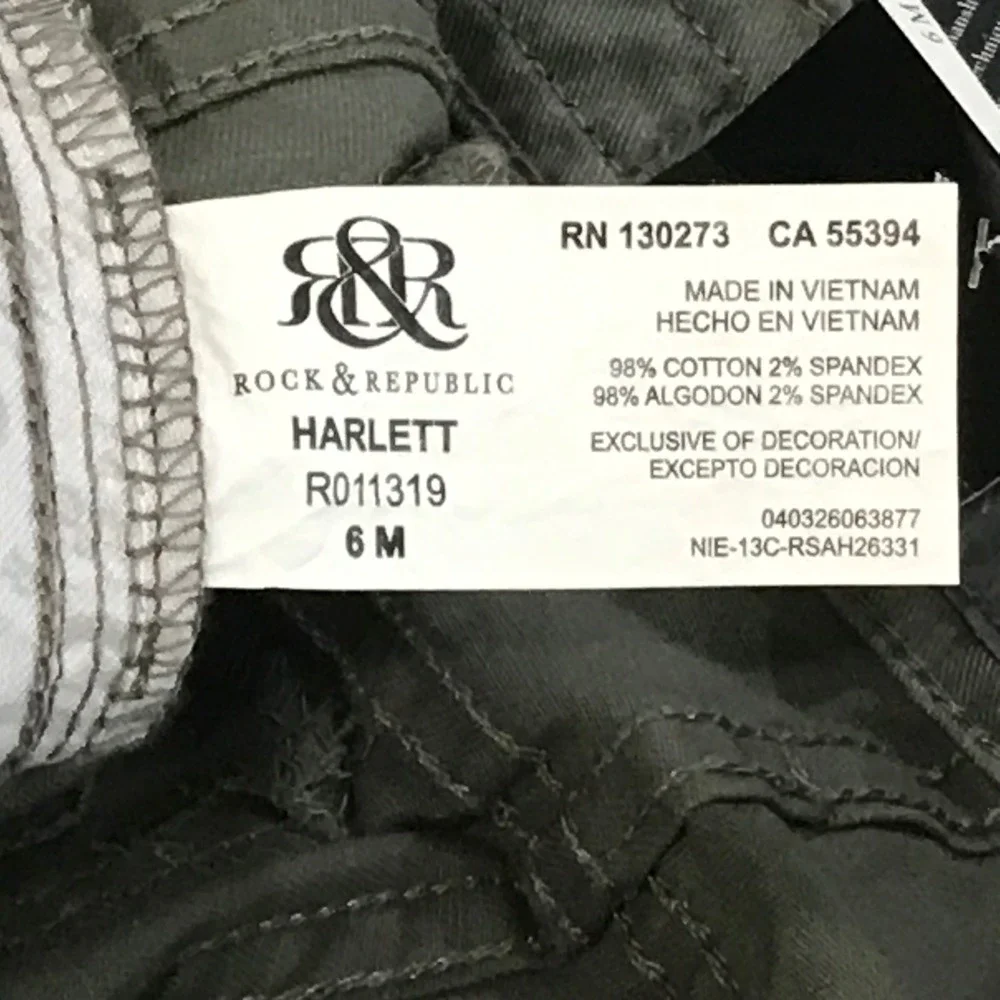 R&R
ROCK & REPUBLIC
HARLETT
R011319
6 M
RN 130273 CA 55394
MADE IN VIETNAM
HECHO EN VIETNAM
98% COTTON 2% SPANDEX
98% ALGODON 2% SPANDEX
EXCLUSIVE OF DECORATION/
EXCEPTO DECORACION
040326063877
NIE-13C-RSAH26331
6 M